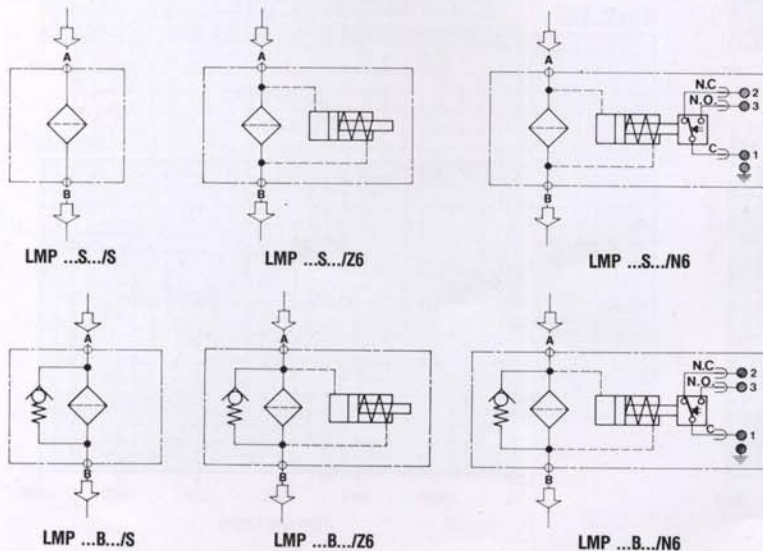 A
B
LMP ...S.../S
A
B
LMP ...S.../Z6
A
N.C
2
N.O.
3
C
1
B
LMP ...S.../N6
A
B
LMP ...B.../S
A
B
LMP ...B.../Z6
A
N.C
2
N.O.
3
C
1
B
LMP ...B.../N6